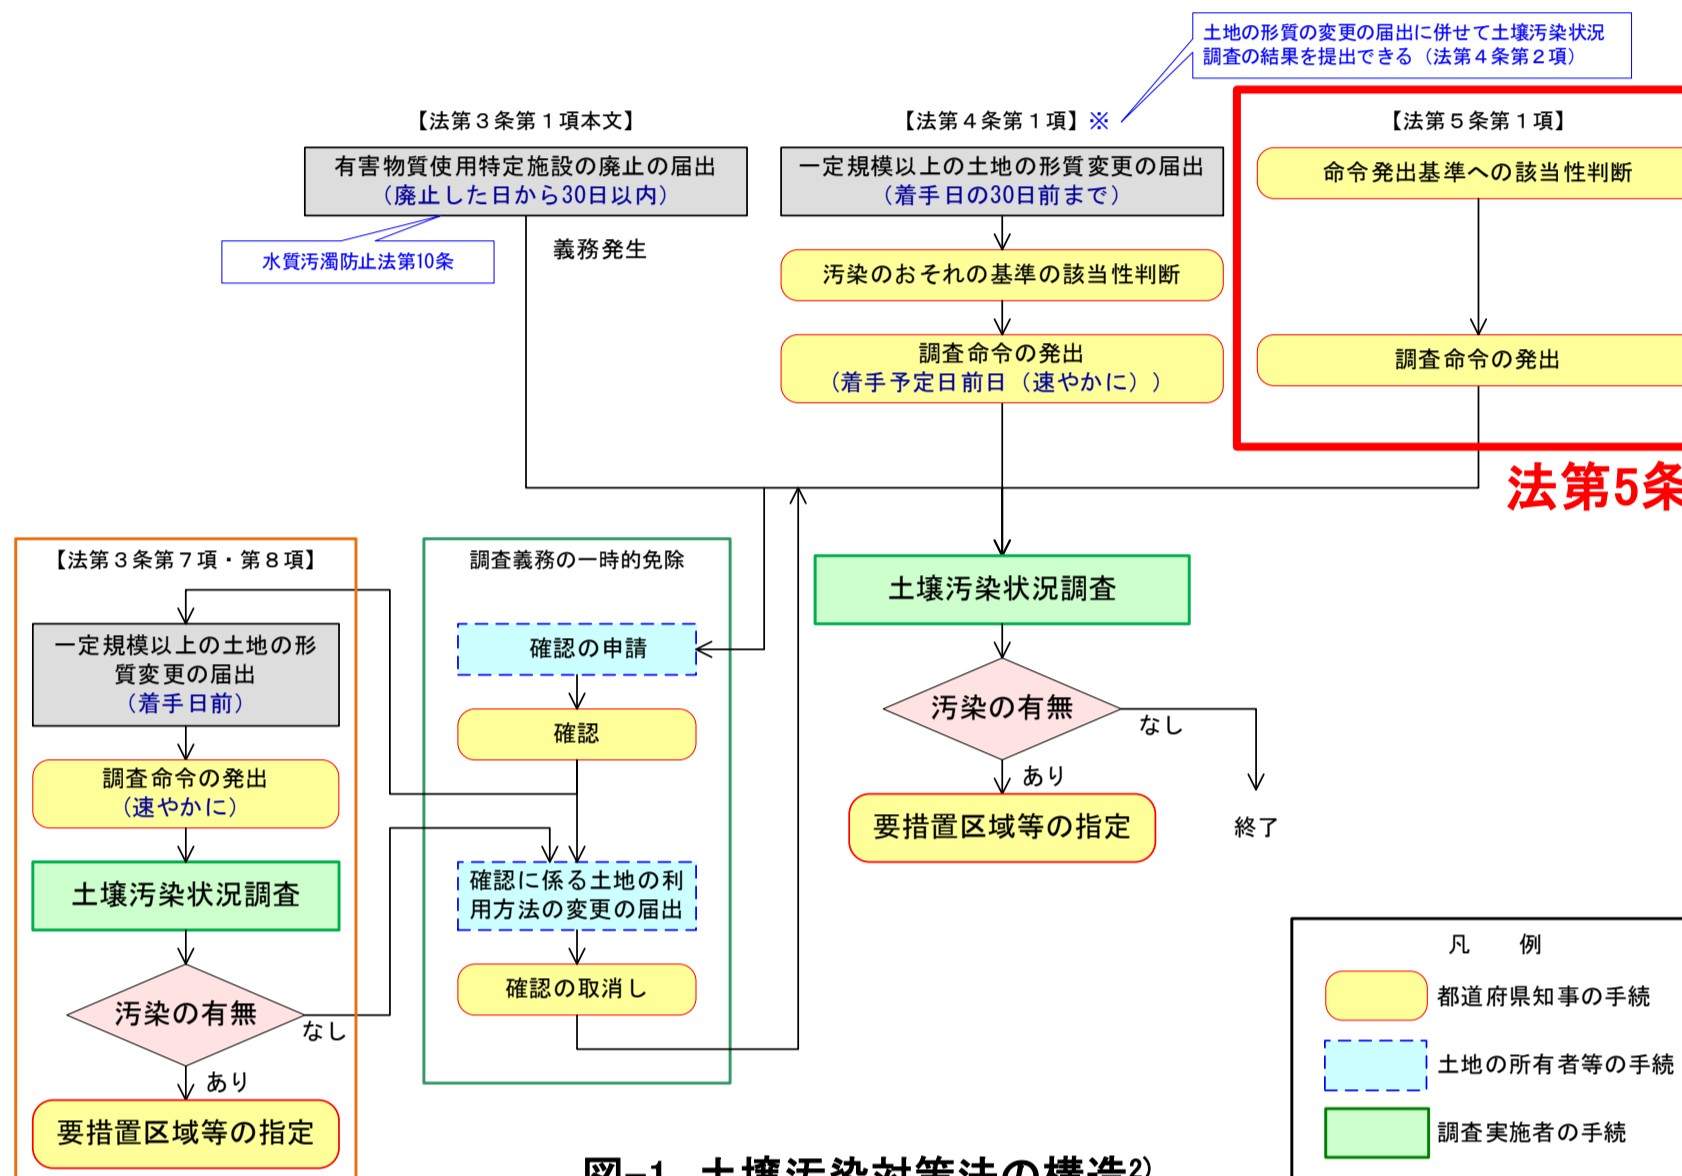 土地の形質の変更の届出に併せて土壌汚染状況
調査の結果を提出できる（法第４条第２項）
【法第３条第１項本文】
【法第４条第１項】※
【法第５条第１項】
有害物質使用特定施設の廃止の届出
（廃止した日から30日以内）
一定規模以上の土地の形質変更の届出
（着手日の30日前まで）
命令発出基準への該当性判断
水質汚濁防止法第10条
義務発生
汚染のおそれの基準の該当性判断
調査命令の発出
（着手予定日前日（速やかに））
調査命令の発出
法第5条
【法第３条第７項・第８項】
調査義務の一時的免除
土壌汚染状況調査
一定規模以上の土地の形
質変更の届出
（着手日前）
確認の申請
汚染の有無
なし
確認
調査命令の発出
（速やかに）
あり
要措置区域等の指定
終了
土壌汚染状況調査
確認に係る土地の利
用方法の変更の届出
汚染の有無
なし
確認の取消し
あり
要措置区域等の指定
凡　例
都道府県知事の手続
土地の所有者等の手続
調査実施者の手続
図-1 土壌汚染対策法の構造2)